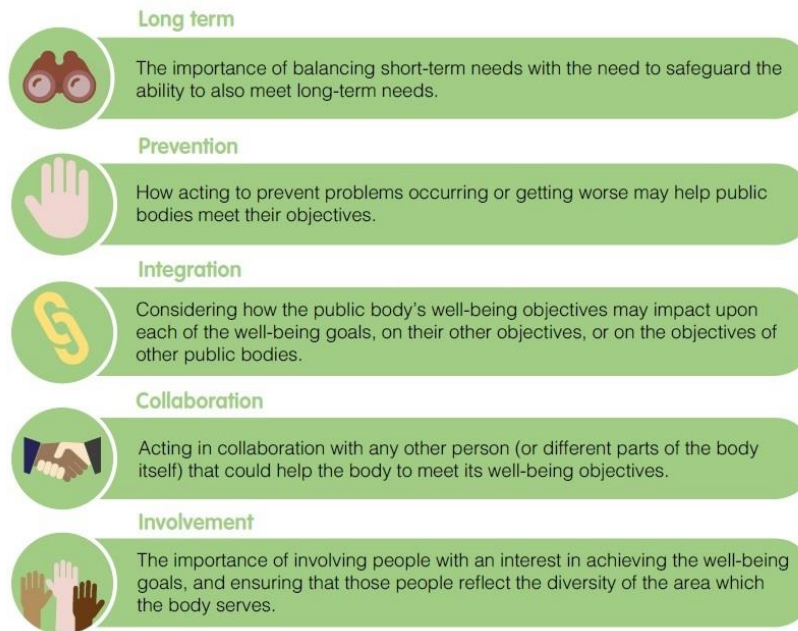 Long term
The importance of balancing short-term needs with the need to safeguard the
ability to also meet long-term needs.
Prevention
How acting to prevent problems occurring or getting worse may help public
bodies meet their objectives.
Integration
Considering how the public body's well-being objectives may impact upon
each of the well-being goals, on their other objectives, or on the objectives of
other public bodies.
Collaboration
Acting in collaboration with any other person (or different parts of the body
itself) that could help the body to meet its well-being objectives.
Involvement
The importance of involving people with an interest in achieving the well-being
goals, and ensuring that those people reflect the diversity of the area which
the body serves.